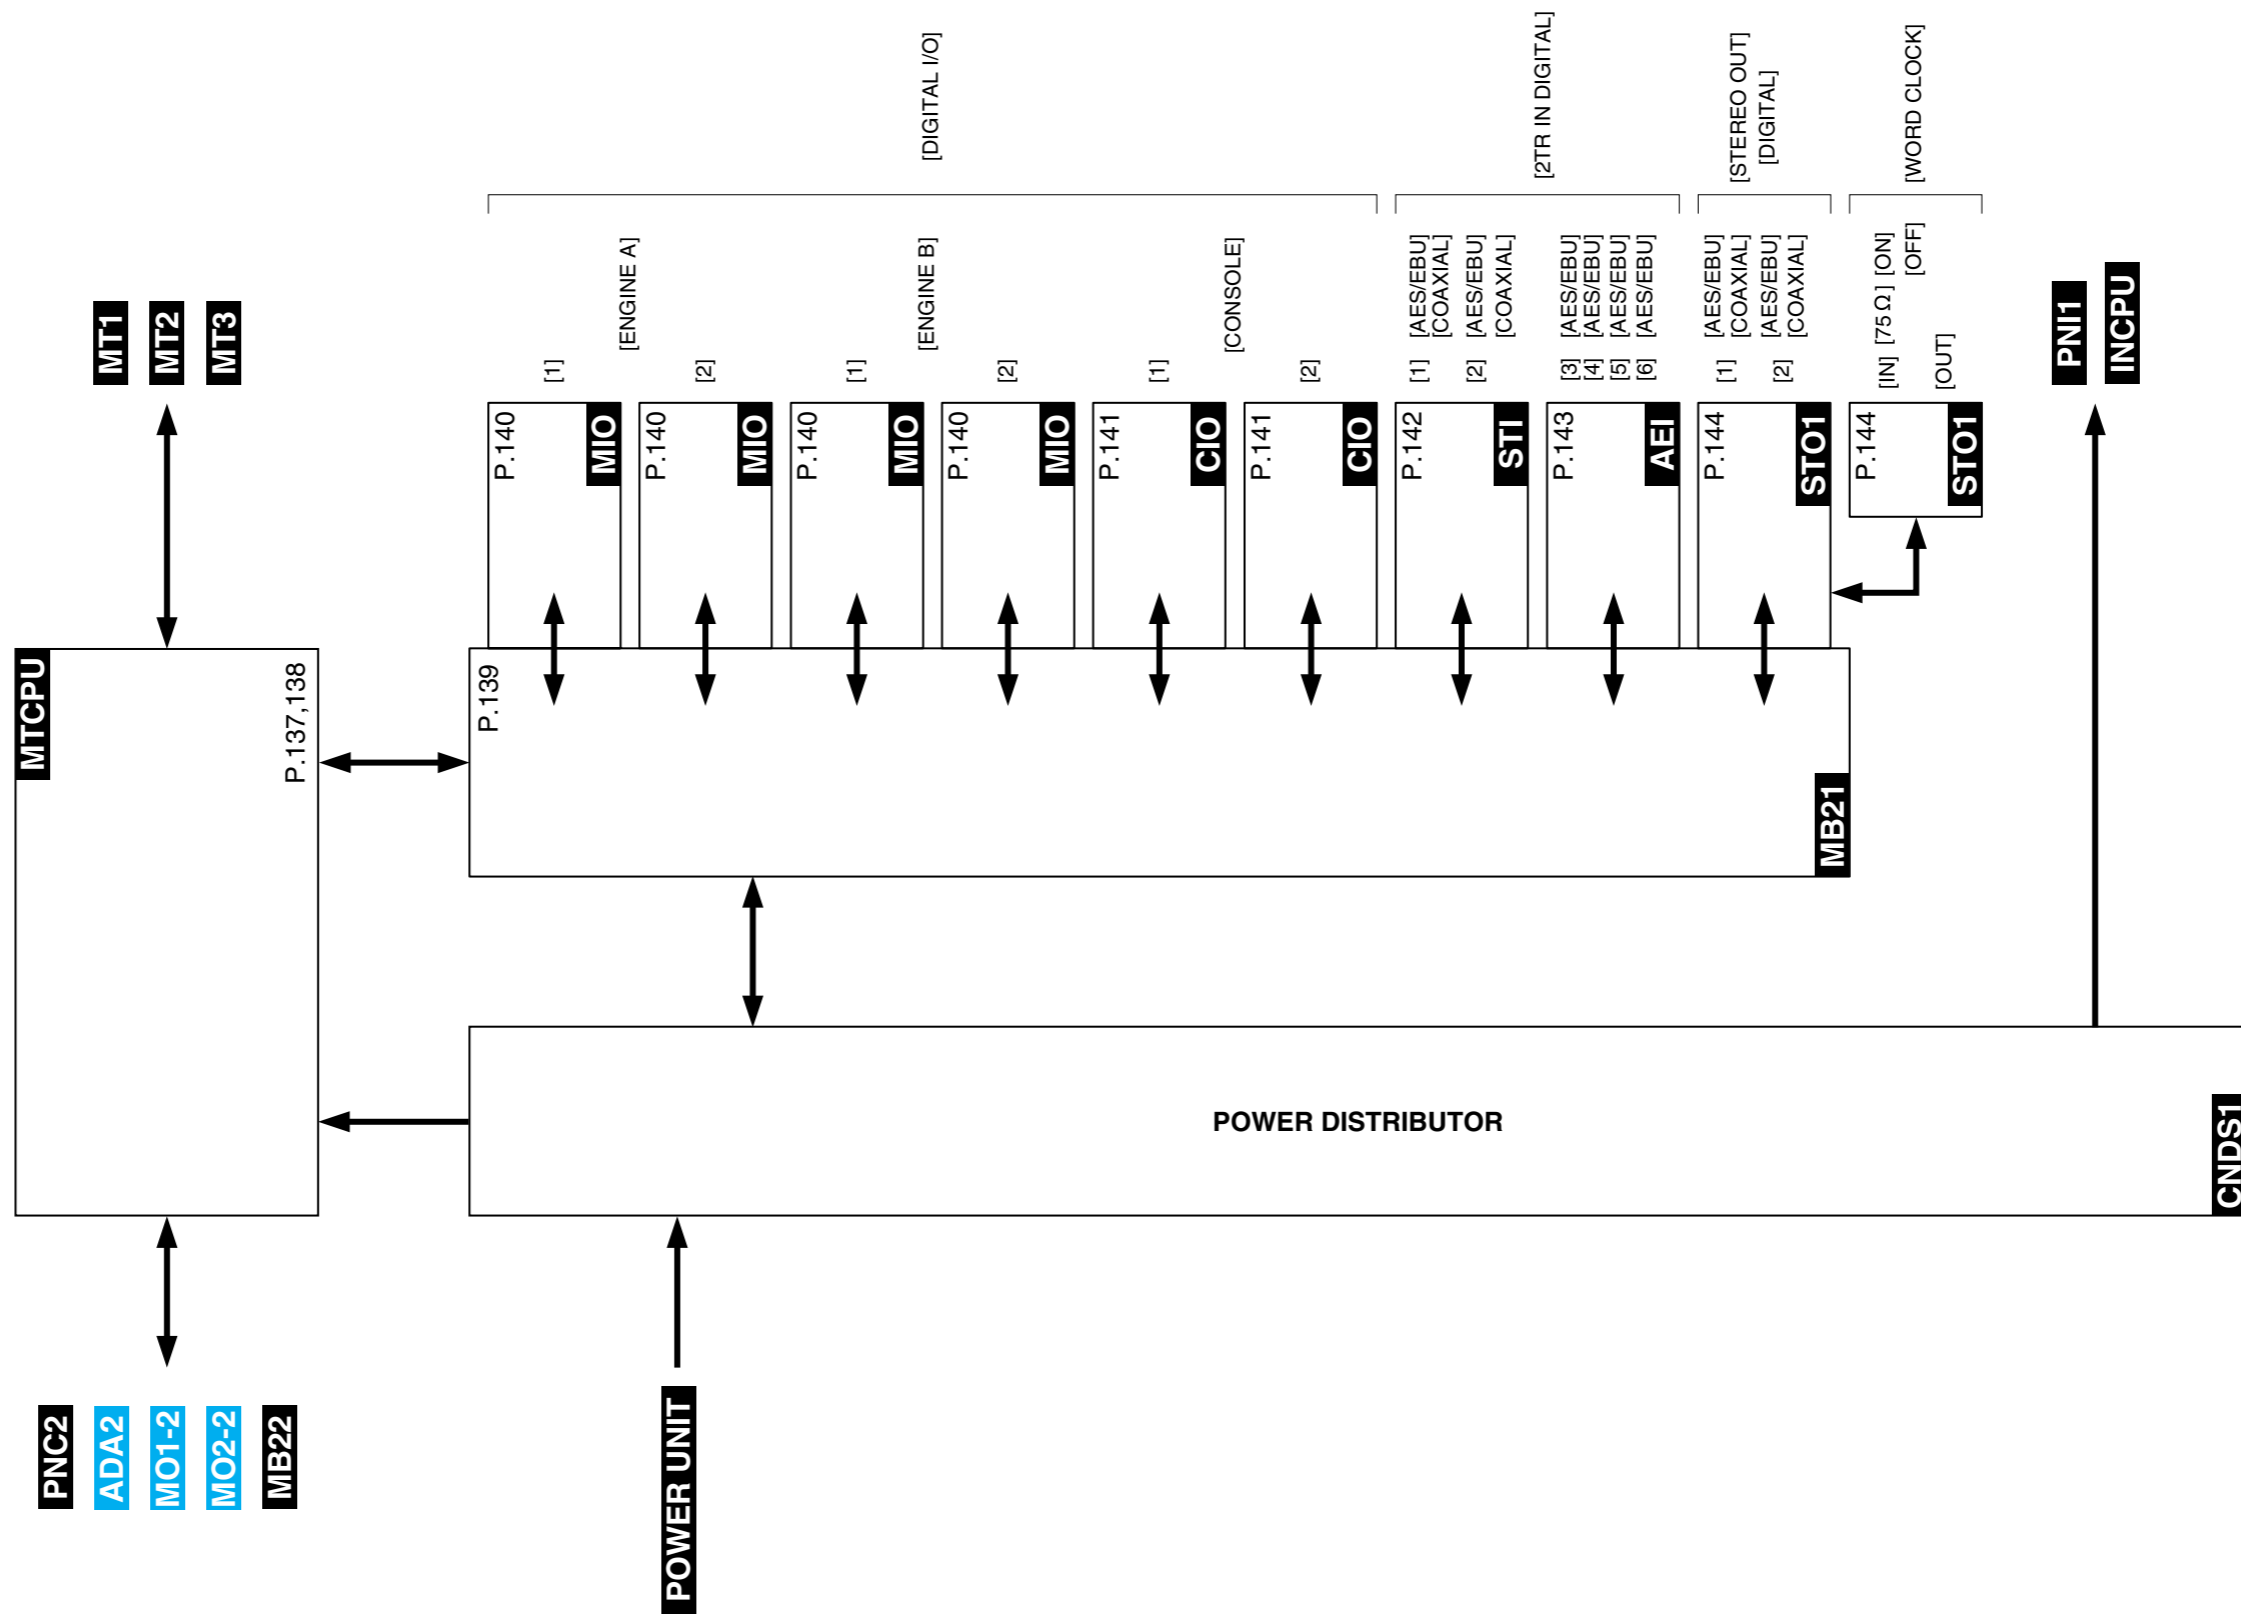 MTCPU
P.137,138
MT1
MT2
MT3
PNC2
ADA2
MO1-2
MO2-2
MB22
P.139
MB21
P.140
MIO
[1]
[ENGINE A]
P.140
MIO
[2]
P.140
MIO
[1]
[ENGINE B]
P.140
MIO
[2]
P.141
CIO
[1]
[CONSOLE]
P.141
CIO
[2]
[DIGITAL I/O]
P.142
STI
[1] [AES/EBU]
[COAXIAL]
[2] [AES/EBU]
[COAXIAL]
P.143
AEI
[3] [AES/EBU]
[4] [AES/EBU]
[5] [AES/EBU]
[6] [AES/EBU]
[2TR IN DIGITAL]
P.144
STO1
[1] [AES/EBU]
[COAXIAL]
[2] [AES/EBU]
[COAXIAL]
[STEREO OUT]
[DIGITAL]
P.144
STO1
[IN] [75 Ω] [ON]
[OFF]
[OUT]
[WORD CLOCK]
POWER UNIT
POWER DISTRIBUTOR
CNDS1
PNI1
INCPU